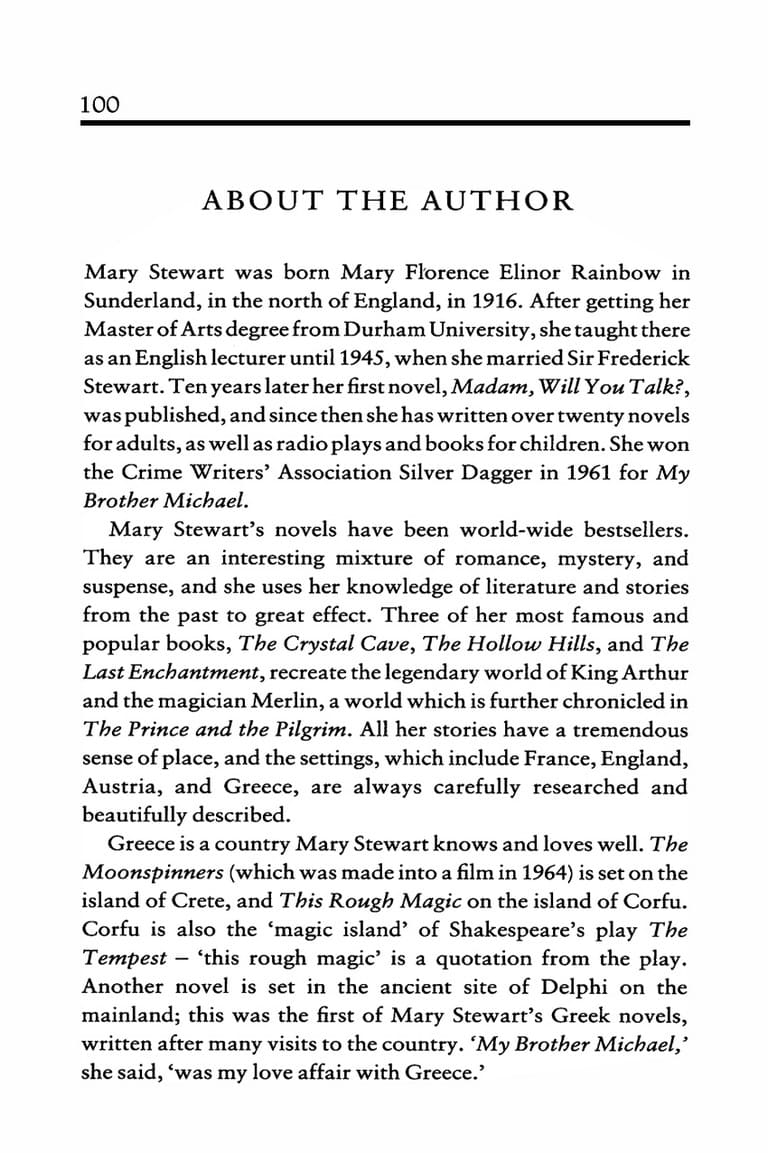 100
ABOUT THE AUTHOR
Mary Stewart was born Mary Florence Elinor Rainbow in
Sunderland, in the north of England, in 1916. After getting her
Master of Arts degree from Durham University, she taught there
as an English lecturer until 1945, when she married Sir Frederick
Stewart. Ten years later her first novel, Madam, Will You Talk?,
was published, and since then she has written over twenty novels
for adults, as well as radio plays and books for children. She won
the Crime Writers’ Association Silver Dagger in 1961 for My
Brother Michael.
Mary Stewart’s novels have been world-wide bestsellers.
They are an interesting mixture of romance, mystery, and
suspense, and she uses her knowledge of literature and stories
from the past to great effect. Three of her most famous and
popular books, The Crystal Cave, The Hollow Hills, and The
Last Enchantment, recreate the legendary world of King Arthur
and the magician Merlin, a world which is further chronicled in
The Prince and the Pilgrim. All her stories have a tremendous
sense of place, and the settings, which include France, England,
Austria, and Greece, are always carefully researched and
beautifully described.
Greece is a country Mary Stewart knows and loves well. The
Moonspinners (which was made into a film in 1964) is set on the
island of Crete, and This Rough Magic on the island of Corfu.
Corfu is also the ‘magic island’ of Shakespeare’s play The
Tempest – ‘this rough magic’ is a quotation from the play.
Another novel is set in the ancient site of Delphi on the
mainland; this was the first of Mary Stewart’s Greek novels,
written after many visits to the country. ‘My Brother Michael,’
she said, ‘was my love affair with Greece.’